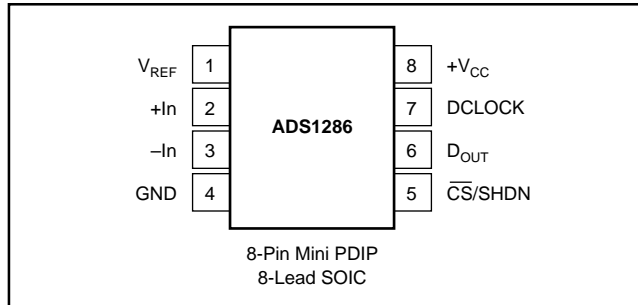 V_REF 1 8 +V_CC
+In 2 7 DCLOCK
ADS1286
–In 3 6 D_OUT
GND 4 5 C̅S̅/SHDN
8-Pin Mini PDIP
8-Lead SOIC